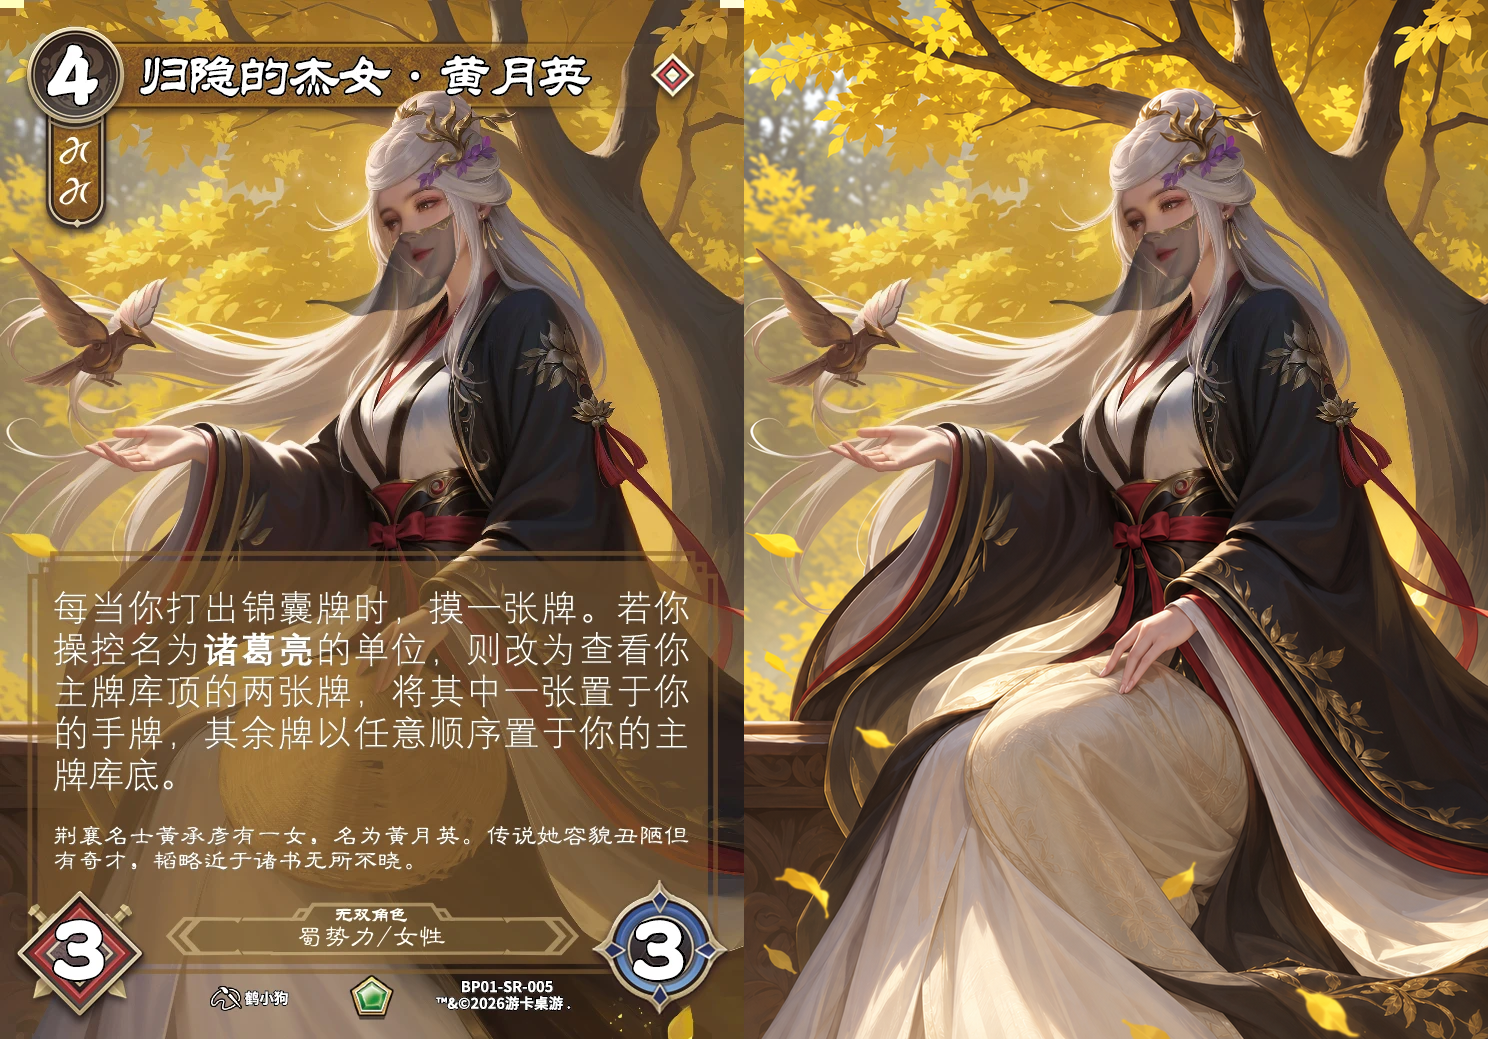 4
归隐的杰女·黄月英
每当你打出锦囊牌时，摸一张牌。若你
操控名为诸葛亮的单位，则改为查看你
主牌库顶的两张牌，将其中一张置于你
的手牌，其余牌以任意顺序置于你的主
牌库底。
荆襄名士黄承彦有一女，名为黄月英。传说她容貌丑陋但
有奇才，韬略近于诸书无所不晓。
3
无双角色
蜀势力/女性
3
鹤小狗
BP01-SR-005
™&©2026游卡桌游.